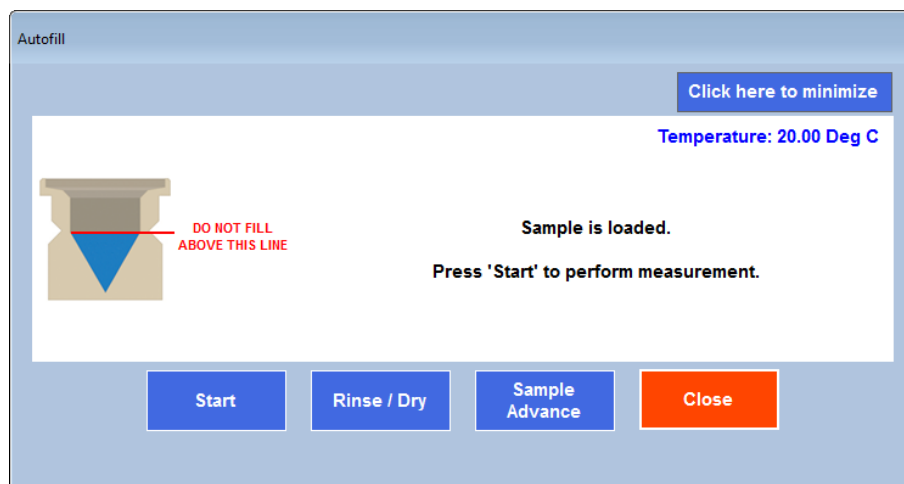 Autofill
Click here to minimize
Temperature: 20.00 Deg C
DO NOT FILL
ABOVE THIS LINE
Sample is loaded.
Press 'Start' to perform measurement.
Start
Rinse / Dry
Sample
Advance
Close